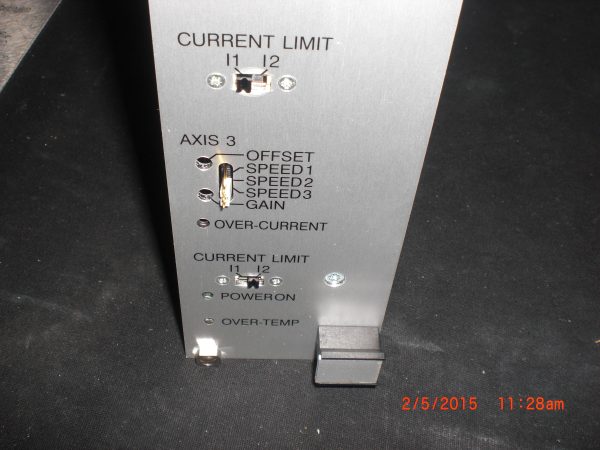 CURRENT LIMIT
I1 I2
AXIS 3
OFFSET
SPEED1
SPEED2
SPEED3
GAIN
OVER-CURRENT
CURRENT LIMIT
I1 I2
POWER ON
OVER-TEMP
2/5/2015 11:28am